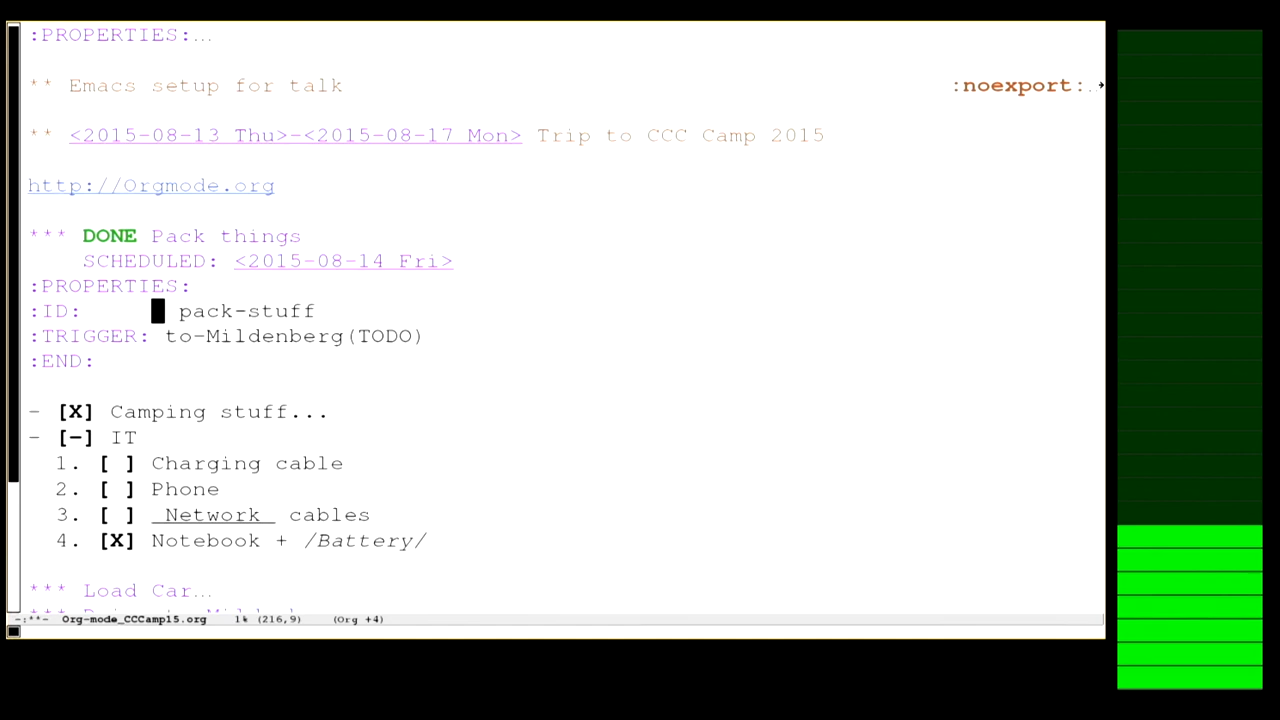 :PROPERTIES:...
** Emacs setup for talk :noexport:..
** <2015-08-13 Thu>-<2015-08-17 Mon> Trip to CCC Camp 2015
http://Orgmode.org
*** DONE Pack things
SCHEDULED: <2015-08-14 Fri>
:PROPERTIES:
:ID: pack-stuff
:TRIGGER: to-Mildenberg(TODO)
:END:
- [X] Camping stuff...
- [-] IT
1. [ ] Charging cable
2. [ ] Phone
3. [ ] _Network_ cables
4. [X] Notebook + /Battery/
*** Load Car...
-:**- Org-mode_CCCamp15.org 1% (216,9) (Org +4)